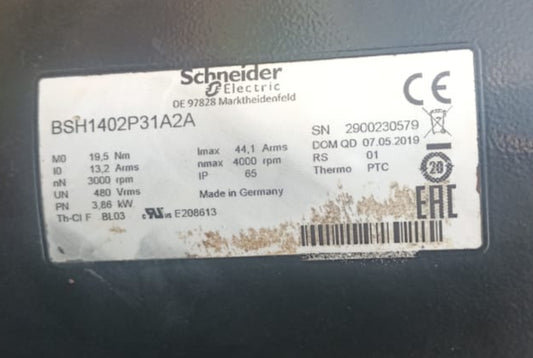 Schneider
Electric
DE 97828 Marktheidenfeld
CE
BSH1402P31A2A
SN 2900230579
DOM QD 07.05.2019
RS 01
Thermo PTC
M0 19,5 Nm
I0 13,2 Arms
nN 3000 rpm
UN 480 Vrms
PN 3,86 kW
Th-Cl F BL03
Imax 44,1 Arms
nmax 4000 rpm
IP 65
Made in Germany
c RU us E208613
20
EAC